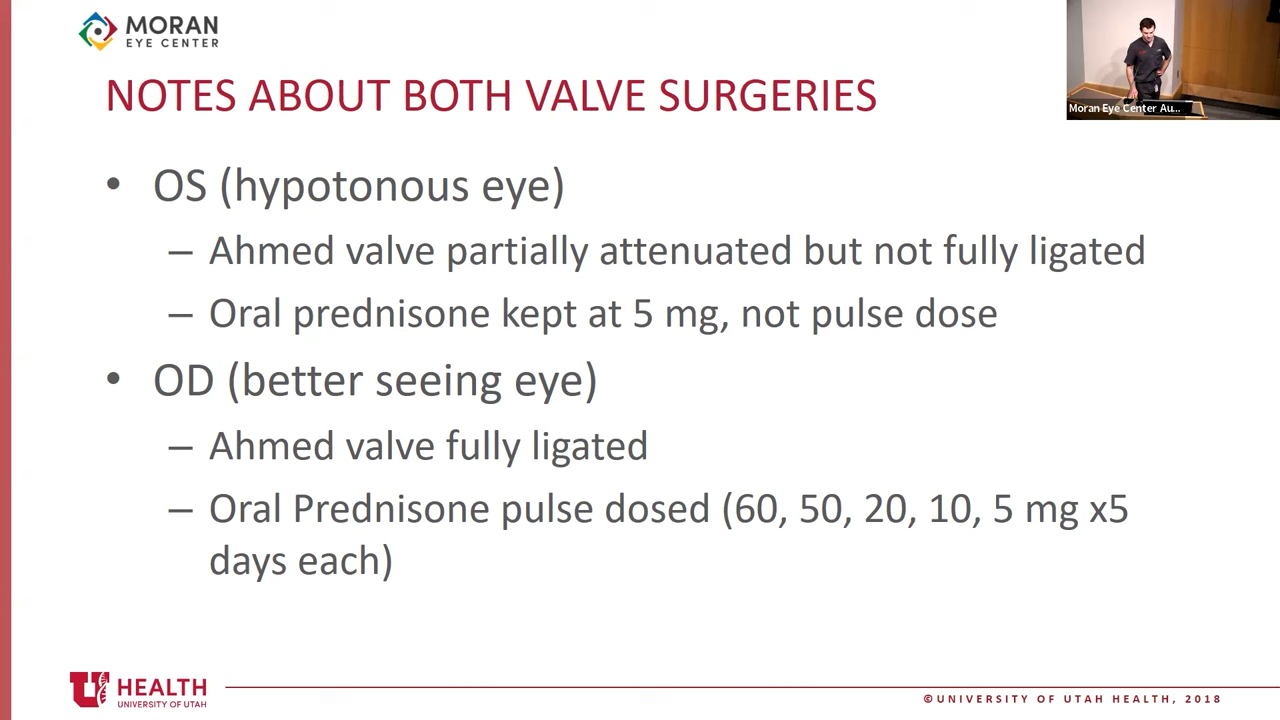 MORAN
EYE CENTER
Moran Eye Center Au...
NOTES ABOUT BOTH VALVE SURGERIES
• OS (hypotonous eye)
– Ahmed valve partially attenuated but not fully ligated
– Oral prednisone kept at 5 mg, not pulse dose
• OD (better seeing eye)
– Ahmed valve fully ligated
– Oral Prednisone pulse dosed (60, 50, 20, 10, 5 mg x5
days each)
U HEALTH
UNIVERSITY OF UTAH
©UNIVERSITY OF UTAH HEALTH, 2018